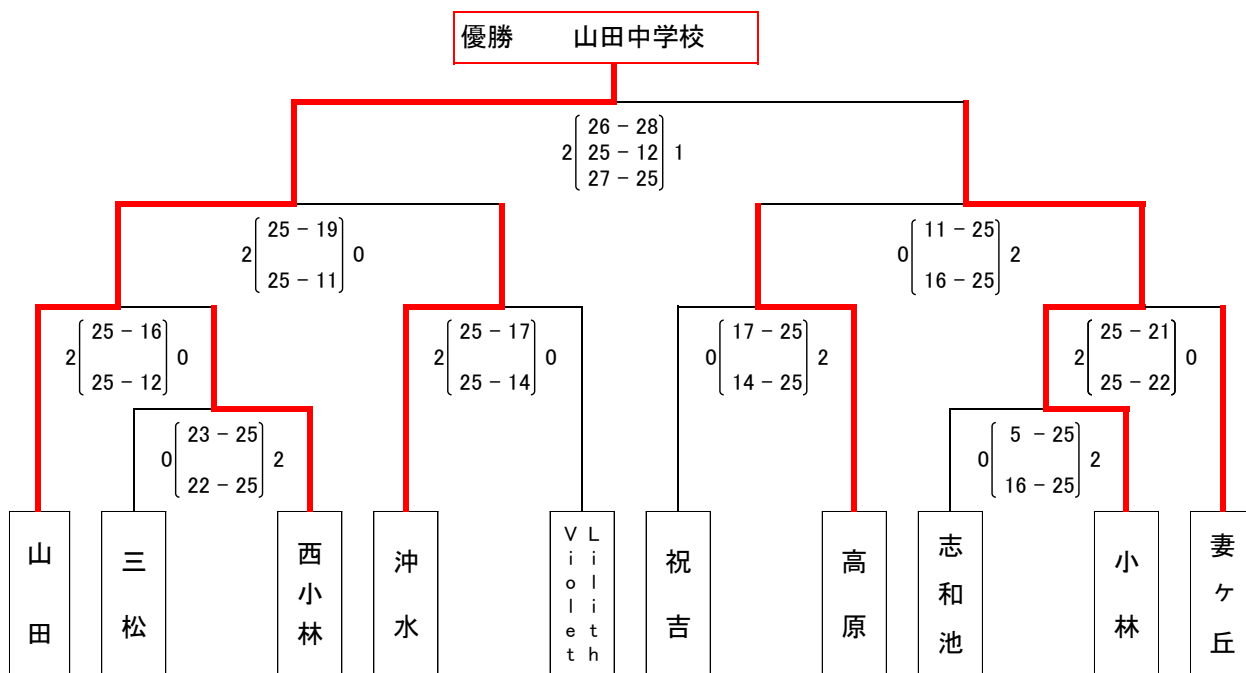 優勝 山田中学校
26 − 28
2 25 − 12 1
27 − 25
25 − 19
2 0
25 − 11
11 − 25
0 2
16 − 25
25 − 16
2 0
25 − 12
25 − 17
2 0
25 − 14
17 − 25
0 2
14 − 25
25 − 21
2 0
25 − 22
23 − 25
0 2
22 − 25
5 − 25
0 2
16 − 25
山田
三松
西小林
沖水
Lilith
Violet
祝吉
高原
志和池
小林
妻ヶ丘